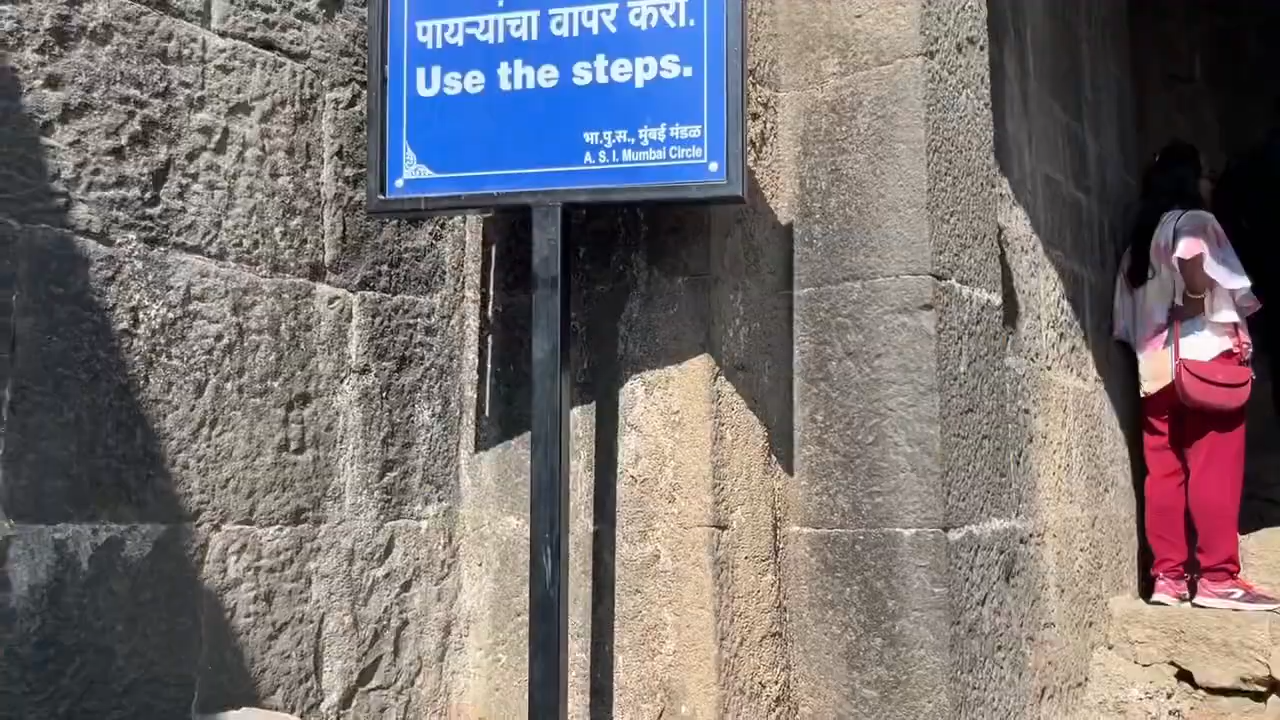 पायऱ्यांचा वापर करा.
Use the steps.
भा.पु.स., मुंबई मंडळ
A. S. I. Mumbai Circle